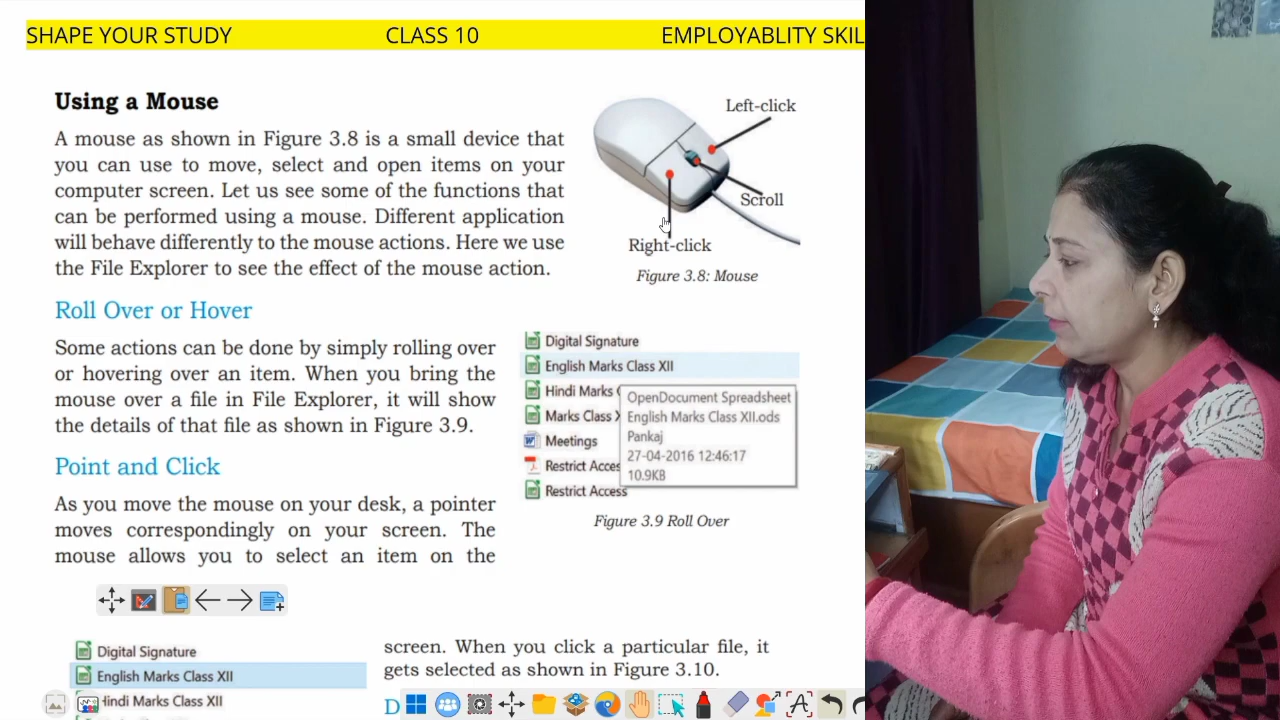 SHAPE YOUR STUDY CLASS 10 EMPLOYABLITY SKIL
Using a Mouse
A mouse as shown in Figure 3.8 is a small device that
you can use to move, select and open items on your
computer screen. Let us see some of the functions that
can be performed using a mouse. Different application
will behave differently to the mouse actions. Here we use
the File Explorer to see the effect of the mouse action.
Left-click
Scroll
Right-click
Figure 3.8: Mouse
Roll Over or Hover
Some actions can be done by simply rolling over
or hovering over an item. When you bring the
mouse over a file in File Explorer, it will show
the details of that file as shown in Figure 3.9.
Digital Signature
English Marks Class XII
Hindi Marks C
Marks Class X
Meetings
Restrict Acces
Restrict Access
OpenDocument Spreadsheet
English Marks Class XII.ods
Pankaj
27-04-2016 12:46:17
10.9KB
Figure 3.9 Roll Over
Point and Click
As you move the mouse on your desk, a pointer
moves correspondingly on your screen. The
mouse allows you to select an item on the
Digital Signature
English Marks Class XII
Hindi Marks Class XII
screen. When you click a particular file, it
gets selected as shown in Figure 3.10.
D